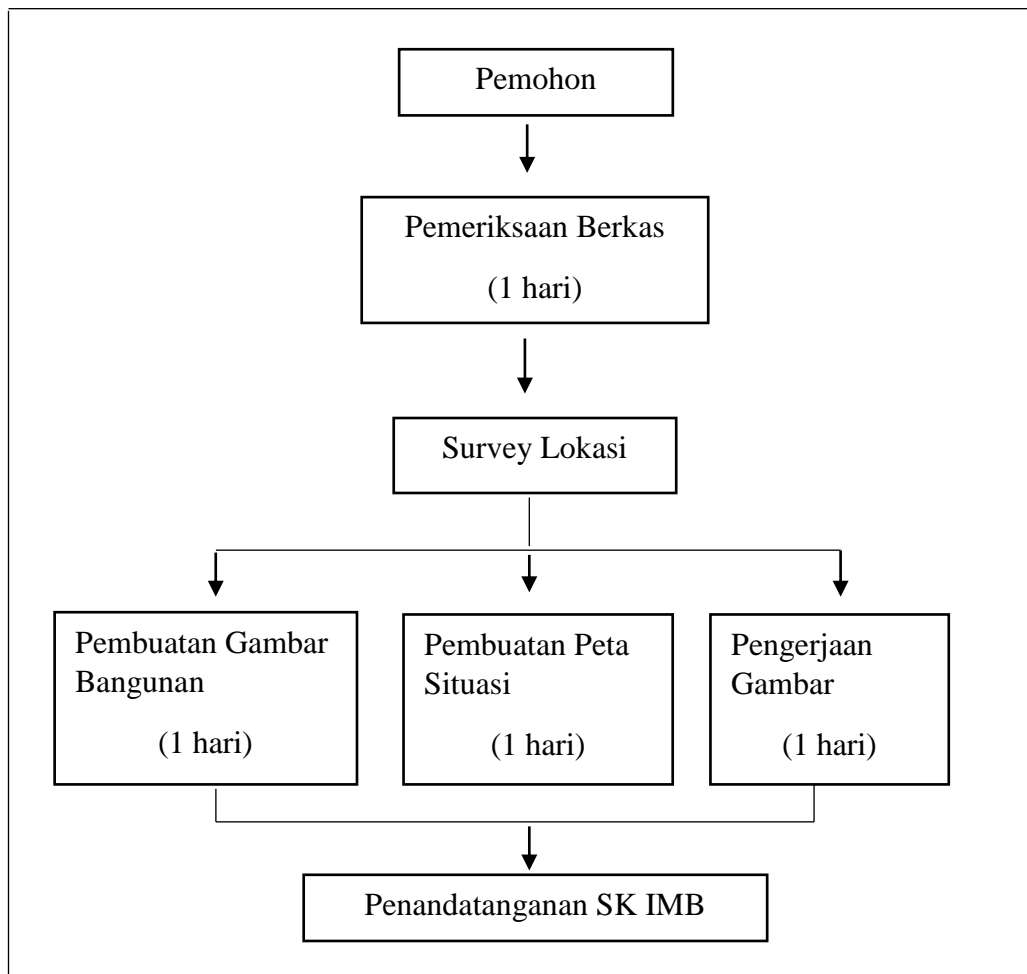 Pemohon
Pemeriksaan Berkas
(1 hari)
Survey Lokasi
Pembuatan Gambar
Bangunan
(1 hari)
Pembuatan Peta
Situasi
(1 hari)
Pengerjaan
Gambar
(1 hari)
Penandatanganan SK IMB